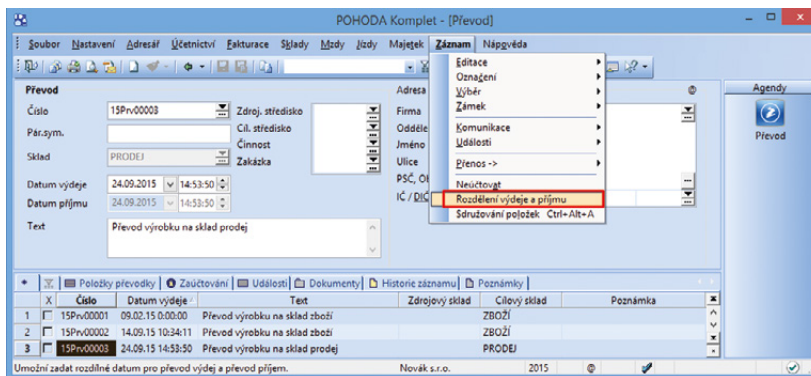 POHODA Komplet - [Převod]
Soubor Nastavení Adresář Účetnictví Fakturace Sklady Mzdy Jízdy Majetek Záznam Nápověda
Převod
Číslo 15Prv00003
Pár.sym.
Sklad PRODEJ
Datum výdeje 24.09.2015 14:53:50
Datum příjmu 24.09.2015 14:53:50
Text Převod výrobku na sklad prodej
Zdroj. středisko
Cíl. středisko
Činnost
Zakázka
Adresa
Firma
Odděle
Jméno
Ulice
PSČ, Ob
IČ / DIČ
Editace
Označení
Výběr
Zámek
Komunikace
Události
Přenos ->
Neúčtovat
Rozdělení výdeje a příjmu
Sdružování položek Ctrl+Alt+A
Agendy
Převod
Položky převodky Zaúčtování Události Dokumenty Historie záznamu Poznámky
X Číslo Datum výdeje Text Zdrojový sklad Cílový sklad Poznámka
1 15Prv00001 09.02.15 0:00:00 Převod výrobku na sklad zboží ZBOŽÍ
2 15Prv00002 14.09.15 10:34:11 Převod výrobku na sklad zboží ZBOŽÍ
3 15Prv00003 24.09.15 14:53:50 Převod výrobku na sklad prodej PRODEJ
Umožní zadat rozdílné datum pro převod výdej a převod příjem. Novák s.r.o. 2015 @